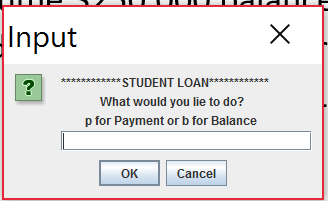 Input
************STUDENT LOAN************
What would you lie to do?
p for Payment or b for Balance
OK
Cancel